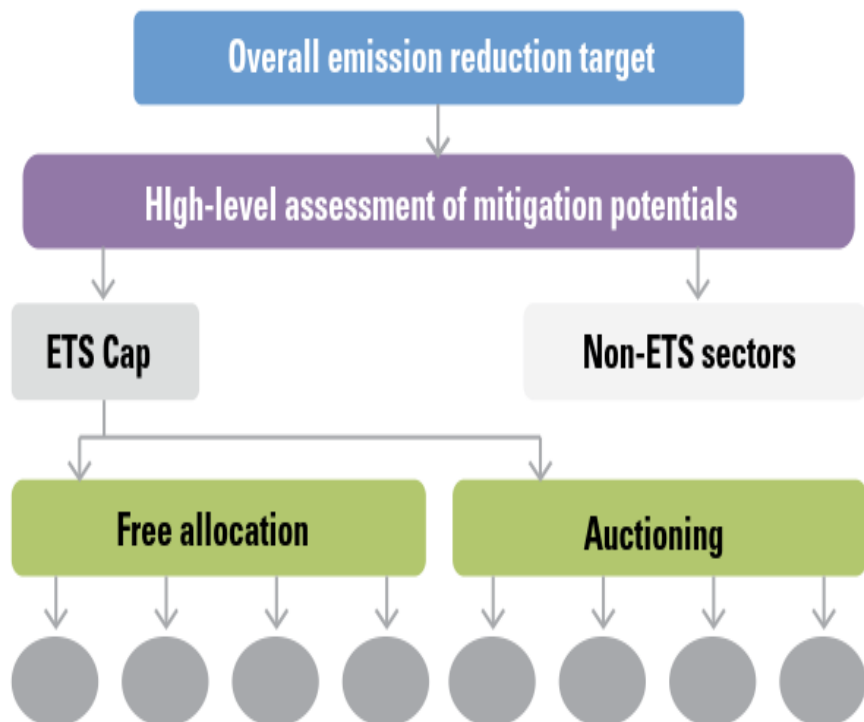 Overall emission reduction target
HIgh-level assessment of mitigation potentials
ETS Cap
Non-ETS sectors
Free allocation
Auctioning